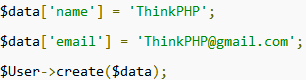 $data['name'] = 'ThinkPHP';
$data['email'] = 'ThinkPHP@gmail.com';
$User->create($data);